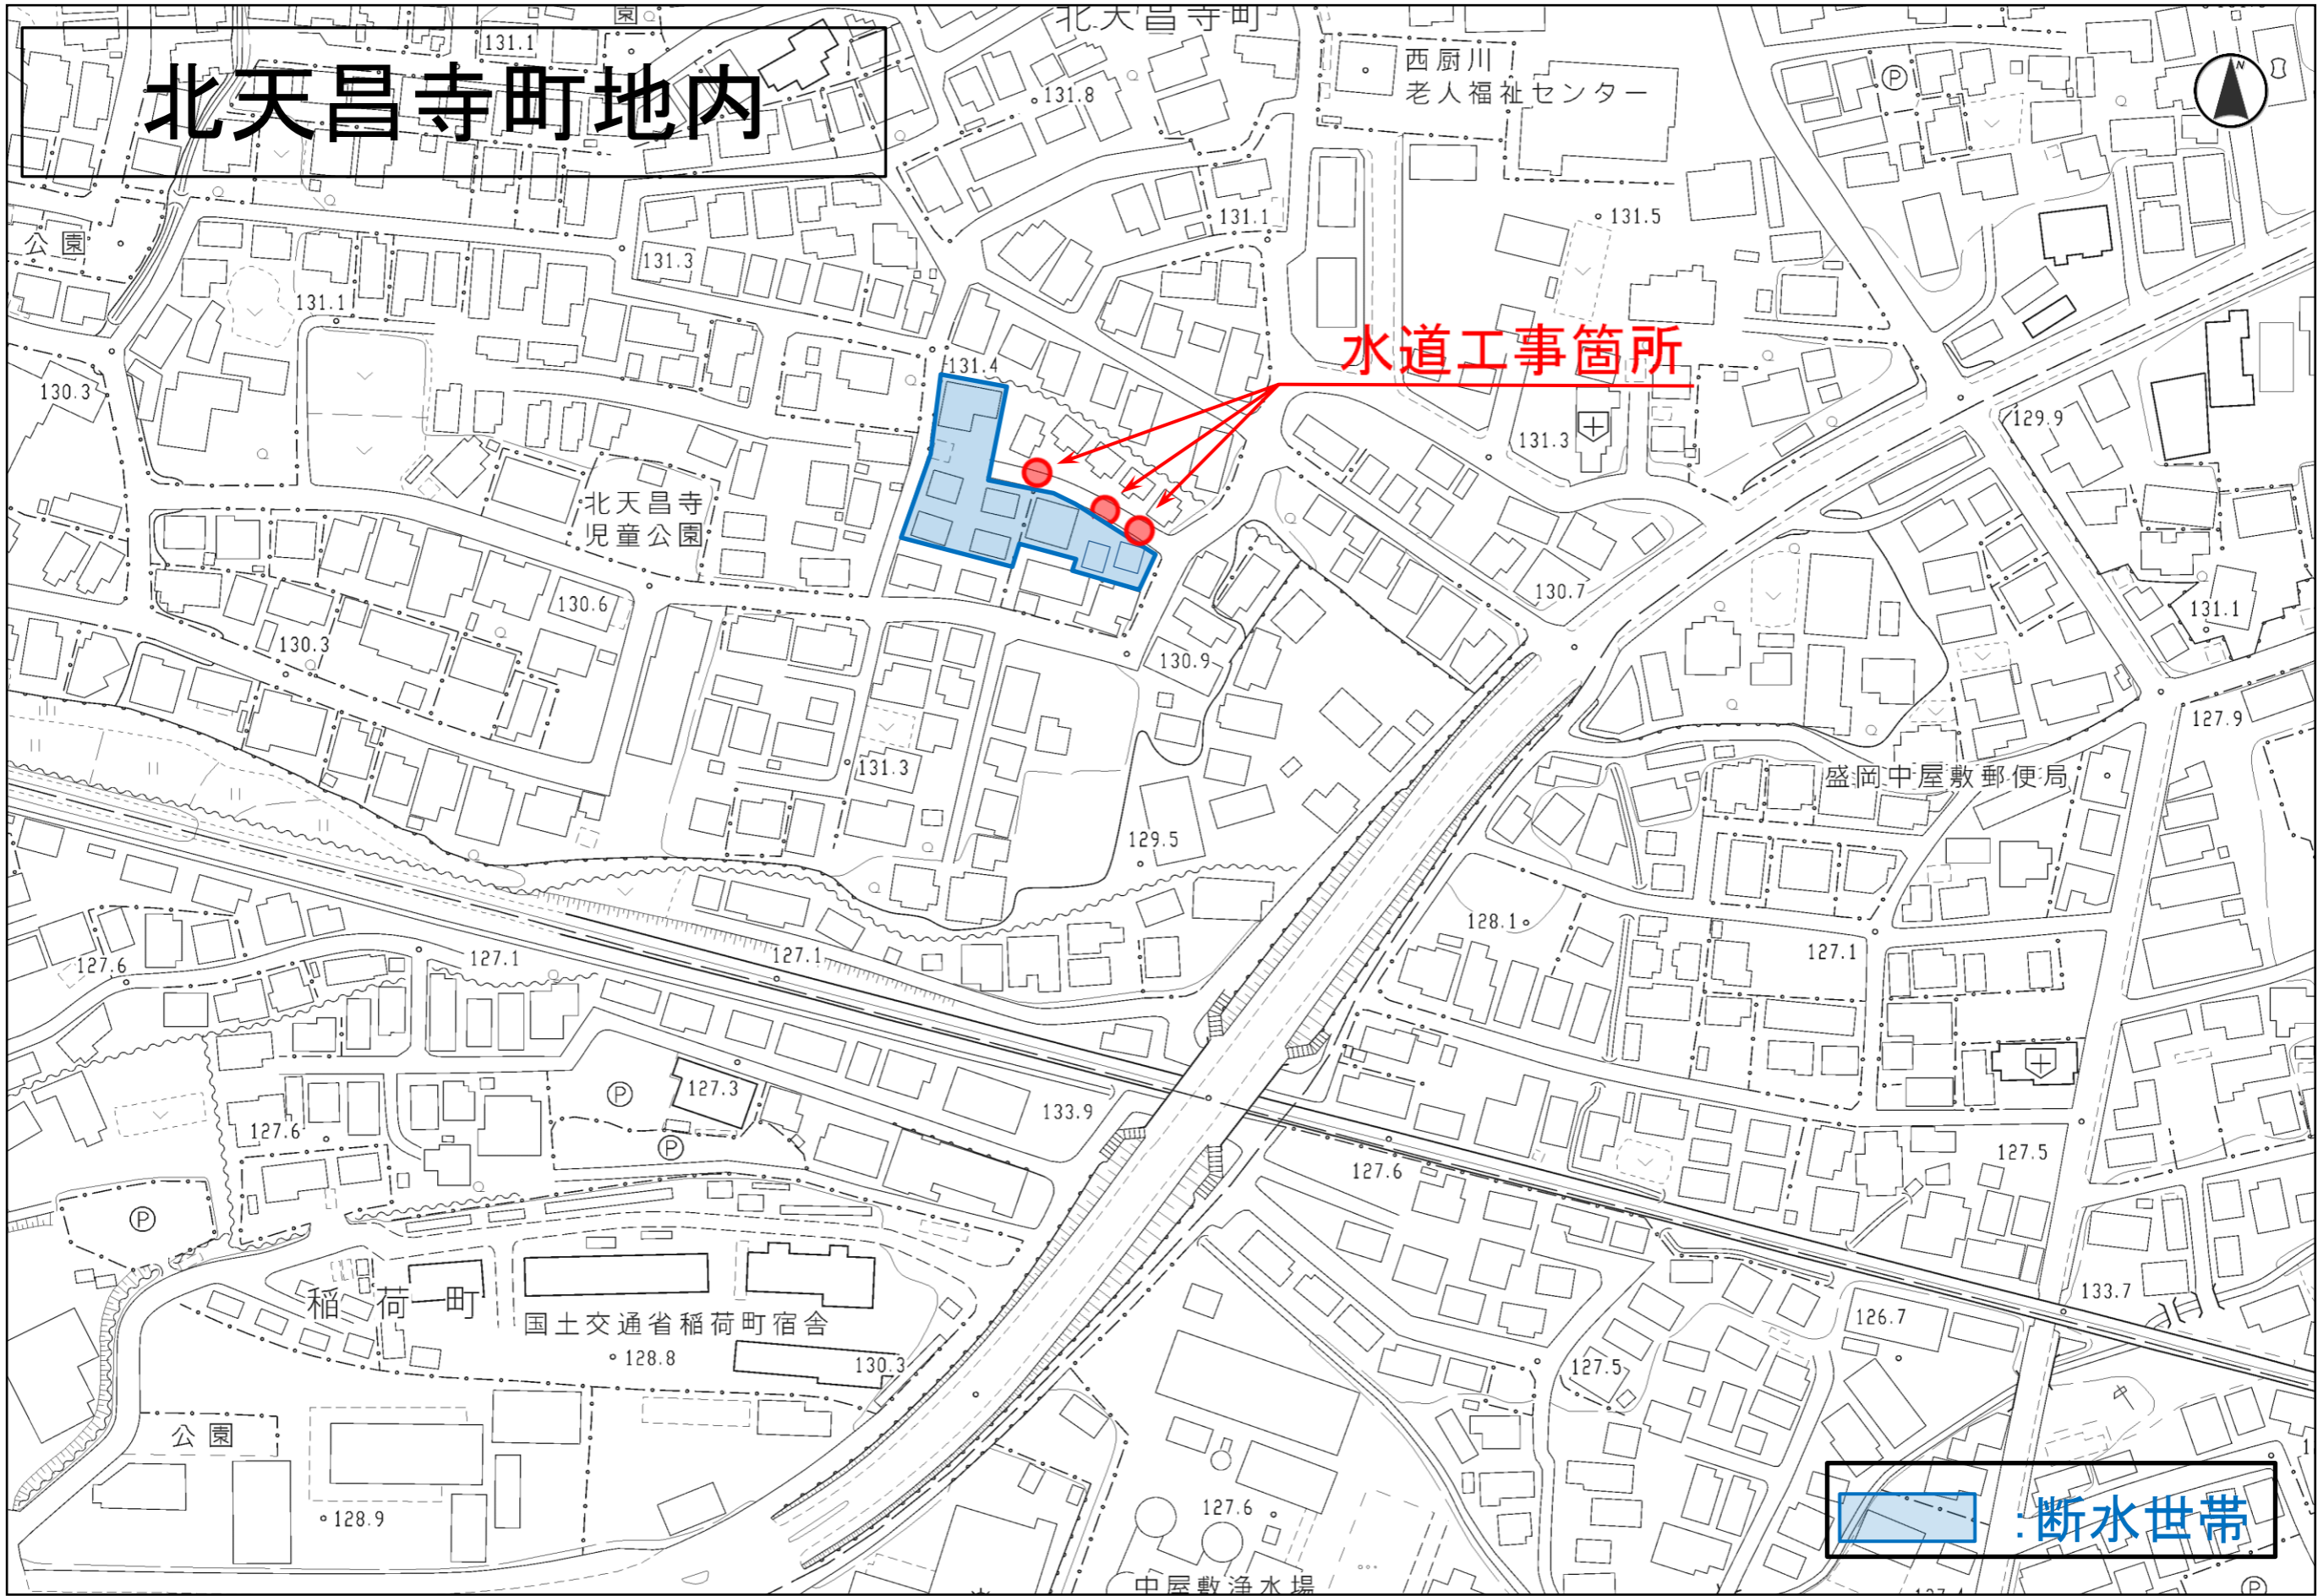 北天昌寺町
園
131.1
北天昌寺町地内
131.8
西厨川
老人福祉センター
P
N
公園
131.3
131.1
131.5
131.1
水道工事箇所
131.4
130.3
131.3
129.9
北天昌寺
児童公園
130.6
130.7
131.1
130.3
130.9
127.9
131.3
盛岡中屋敷郵便局
129.5
128.1
127.6
127.1
127.1
127.1
P
127.3
133.9
127.6
P
127.6
127.5
P
稲荷町
国土交通省稲荷町宿舎
133.7
126.7
128.8
130.3
127.5
公園
128.9
127.6
:断水世帯
中屋敷浄水場
P